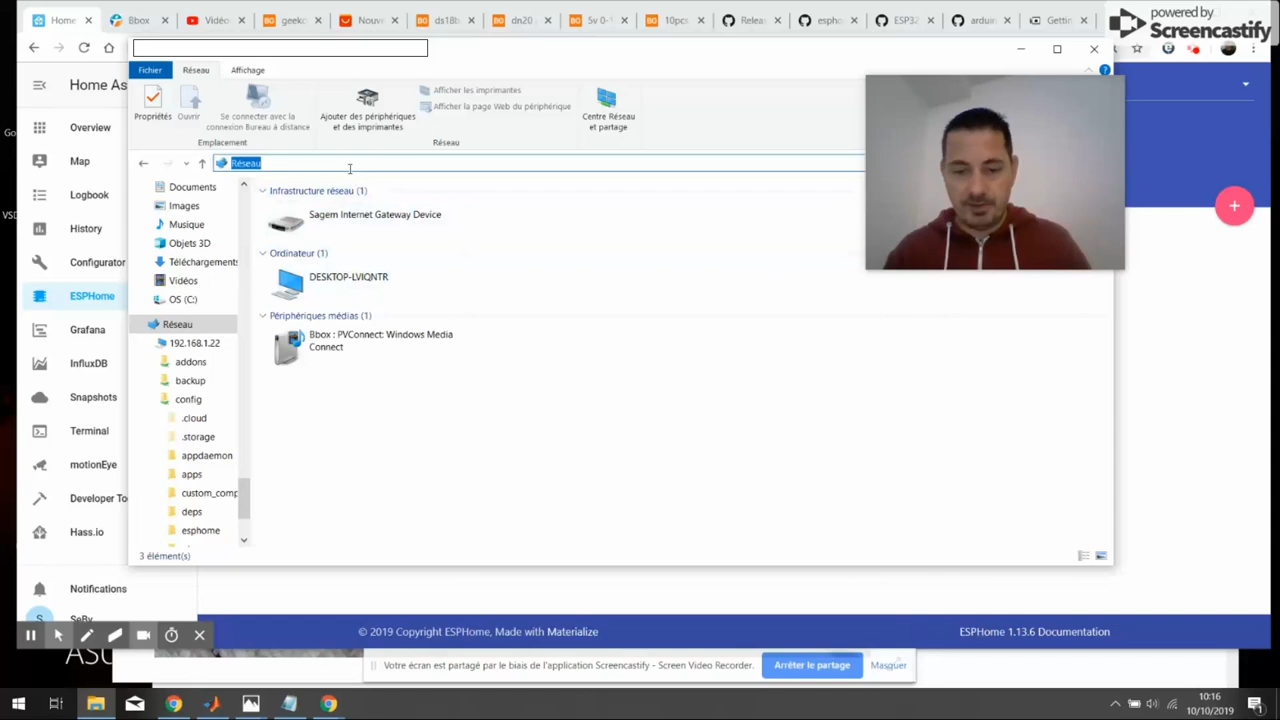 Home
Bbox
Vidéo
geeko
Nouv
ds18b
dn20
5v 0-
10pos
Relea
espho
ESP32
arduin
Gettin
powered by
Screencastify
Home As
Overview
Map
Logbook
History
Configurator
ESPHome
Grafana
InfluxDB
Snapshots
Terminal
motionEye
Developer To
Hass.io
Notifications
SeBy
Fichier
Réseau
Affichage
Propriétés
Ouvrir
Se connecter avec la
connexion Bureau à distance
Ajouter des périphériques
et des imprimantes
Afficher les imprimantes
Afficher la page Web du périphérique
Centre Réseau
et partage
Emplacement
Réseau
Réseau
Documents
Images
Musique
Objets 3D
Téléchargements
Vidéos
OS (C:)
Réseau
192.168.1.22
addons
backup
config
.cloud
.storage
appdaemon
apps
custom_comp
deps
esphome
Infrastructure réseau (1)
Sagem Internet Gateway Device
Ordinateur (1)
DESKTOP-LVIQNTR
Périphériques médias (1)
Bbox : PVConnect: Windows Media
Connect
3 élément(s)
© 2019 Copyright ESPHome, Made with Materialize
ESPHome 1.13.6 Documentation
ASU
Votre écran est partagé par le biais de l'application Screencastify - Screen Video Recorder.
Arrêter le partage
Masquer
10:16
10/10/2019